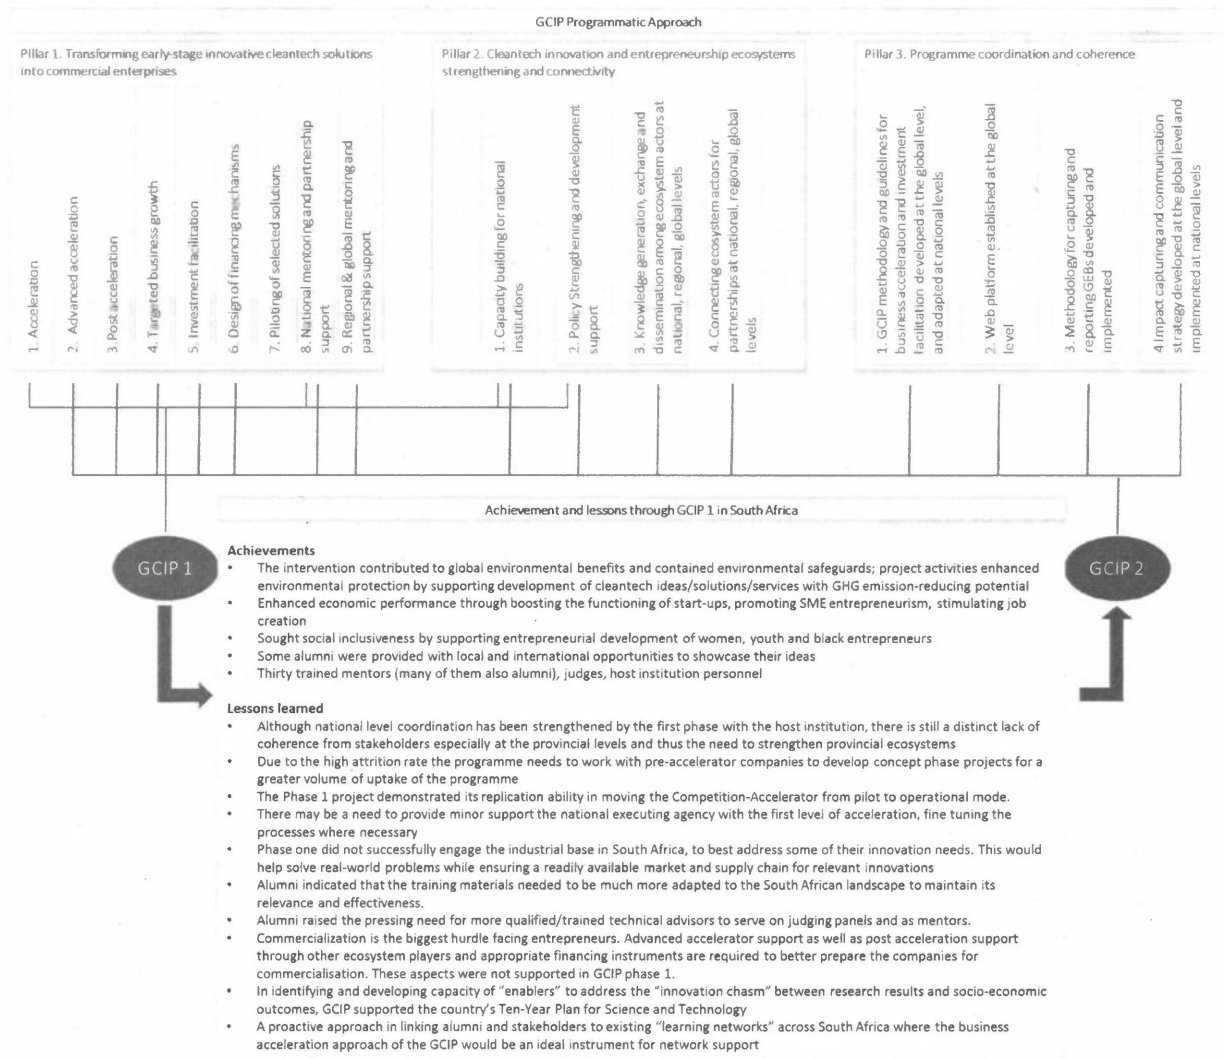 GCIP Programmatic Approach
Pillar 1. Transforming early-stage innovative cleantech solutions
into commercial enterprises
1. Acceleration
2. Advanced acceleration
3. Post acceleration
4. Targeted business growth
5. Investment facilitation
6. Design of financing mechanisms
7. Piloting of selected solutions
8. National mentoring and partnership
support
9. Regional & global mentoring and
partnership support
Pillar 2. Cleantech innovation and entrepreneurship ecosystems
strengthening and connectivity
1. Capacity building for national
institutions
2. Policy Strengthening and development
support
3. Knowledge generation, exchange and
dissemination among ecosystem actors at
national, regional, global levels
4. Connecting ecosystem actors for
partnerships at national, regional, global
levels
Pillar 3. Programme coordination and coherence
1. GCIP methodology and guidelines for
business acceleration and investment
facilitation developed at the global level,
and adapted at national levels
2. Web platform established at the global
level
3. Methodology for capturing and
reporting GEBs developed and
implemented
4 Impact capturing and communication
strategy developed at the global level and
implemented at national levels
Achievement and lessons through GCIP 1 in South Africa
GCIP 1
GCIP 2
Achievements
• The intervention contributed to global environmental benefits and contained environmental safeguards; project activities enhanced
environmental protection by supporting development of cleantech ideas/solutions/services with GHG emission-reducing potential
• Enhanced economic performance through boosting the functioning of start-ups, promoting SME entrepreneurism, stimulating job
creation
• Sought social inclusiveness by supporting entrepreneurial development of women, youth and black entrepreneurs
• Some alumni were provided with local and international opportunities to showcase their ideas
• Thirty trained mentors (many of them also alumni), judges, host institution personnel
Lessons learned
• Although national level coordination has been strengthened by the first phase with the host institution, there is still a distinct lack of
coherence from stakeholders especially at the provincial levels and thus the need to strengthen provincial ecosystems
• Due to the high attrition rate the programme needs to work with pre-accelerator companies to develop concept phase projects for a
greater volume of uptake of the programme
• The Phase 1 project demonstrated its replication ability in moving the Competition-Accelerator from pilot to operational mode.
• There may be a need to provide minor support the national executing agency with the first level of acceleration, fine tuning the
processes where necessary
• Phase one did not successfully engage the industrial base in South Africa, to best address some of their innovation needs. This would
help solve real-world problems while ensuring a readily available market and supply chain for relevant innovations
• Alumni indicated that the training materials needed to be much more adapted to the South African landscape to maintain its
relevance and effectiveness.
• Alumni raised the pressing need for more qualified/trained technical advisors to serve on judging panels and as mentors.
• Commercialization is the biggest hurdle facing entrepreneurs. Advanced accelerator support as well as post acceleration support
through other ecosystem players and appropriate financing instruments are required to better prepare the companies for
commercialisation. These aspects were not supported in GCIP phase 1.
• In identifying and developing capacity of "enablers" to address the "innovation chasm" between research results and socio-economic
outcomes, GCIP supported the country's Ten-Year Plan for Science and Technology
• A proactive approach in linking alumni and stakeholders to existing "learning networks" across South Africa where the business
acceleration approach of the GCIP would be an ideal instrument for network support